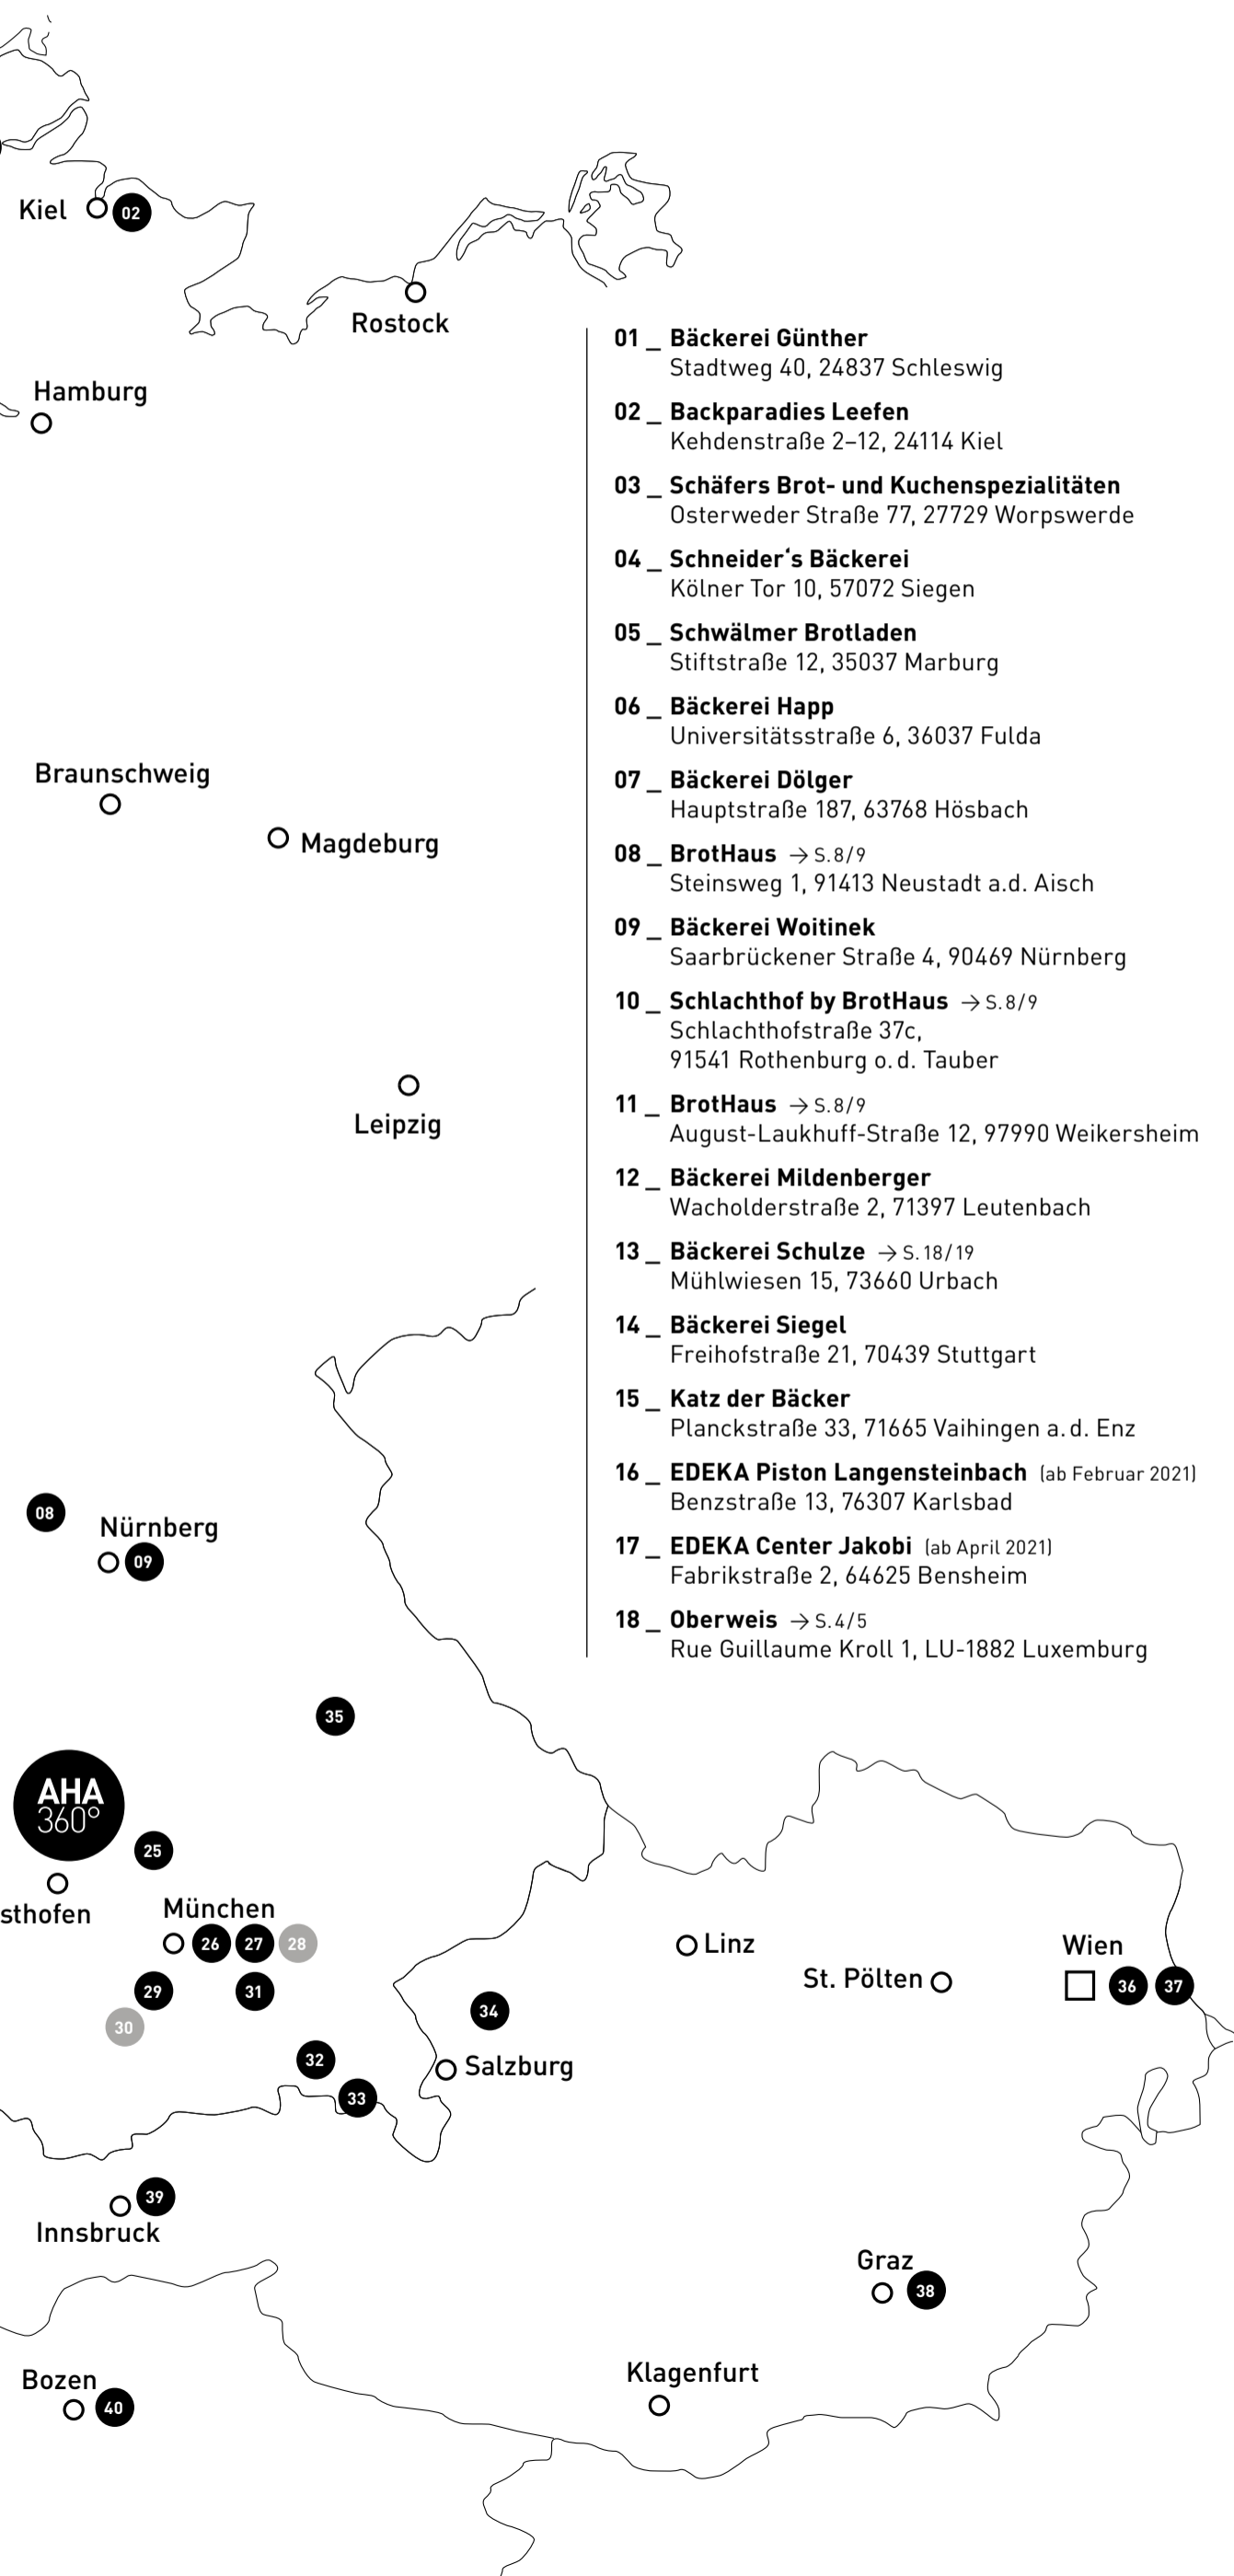 Kiel
02
Rostock
Hamburg
Braunschweig
Magdeburg
Leipzig
01 _ Bäckerei Günther
Stadtweg 40, 24837 Schleswig
02 _ Backparadies Leefen
Kehdenstraße 2–12, 24114 Kiel
03 _ Schäfers Brot- und Kuchenspezialitäten
Osterweder Straße 77, 27729 Worpswerde
04 _ Schneider‘s Bäckerei
Kölner Tor 10, 57072 Siegen
05 _ Schwälmer Brotladen
Stiftstraße 12, 35037 Marburg
06 _ Bäckerei Happ
Universitätsstraße 6, 36037 Fulda
07 _ Bäckerei Dölger
Hauptstraße 187, 63768 Hösbach
08 _ BrotHaus → S. 8/9
Steinsweg 1, 91413 Neustadt a.d. Aisch
09 _ Bäckerei Woitinek
Saarbrückener Straße 4, 90469 Nürnberg
10 _ Schlachthof by BrotHaus → S. 8/9
Schlachthofstraße 37c,
91541 Rothenburg o. d. Tauber
11 _ BrotHaus → S. 8/9
August-Laukhuff-Straße 12, 97990 Weikersheim
12 _ Bäckerei Mildenberger
Wacholderstraße 2, 71397 Leutenbach
13 _ Bäckerei Schulze → S. 18/19
Mühlwiesen 15, 73660 Urbach
14 _ Bäckerei Siegel
Freihofstraße 21, 70439 Stuttgart
15 _ Katz der Bäcker
Planckstraße 33, 71665 Vaihingen a. d. Enz
16 _ EDEKA Piston Langensteinbach (ab Februar 2021)
Benzstraße 13, 76307 Karlsbad
17 _ EDEKA Center Jakobi (ab April 2021)
Fabrikstraße 2, 64625 Bensheim
18 _ Oberweis → S. 4/5
Rue Guillaume Kroll 1, LU-1882 Luxemburg
08
Nürnberg
09
35
AHA
360°
25
sthofen
München
26 27 28
29 31
30
32
33
34
Salzburg
Linz
St. Pölten
Wien
36 37
39
Innsbruck
Graz
38
Bozen
40
Klagenfurt